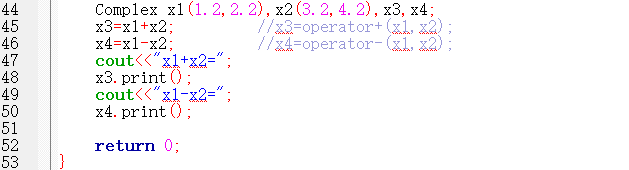 44 Complex x1(1.2,2.2),x2(3.2,4.2),x3,x4;
45 x3=x1+x2; //x3=operator+(x1,x2);
46 x4=x1-x2; //x4=operator-(x1,x2);
47 cout<<"x1+x2=";
48 x3.print();
49 cout<<"x1-x2=";
50 x4.print();
51
52 return 0;
53 }